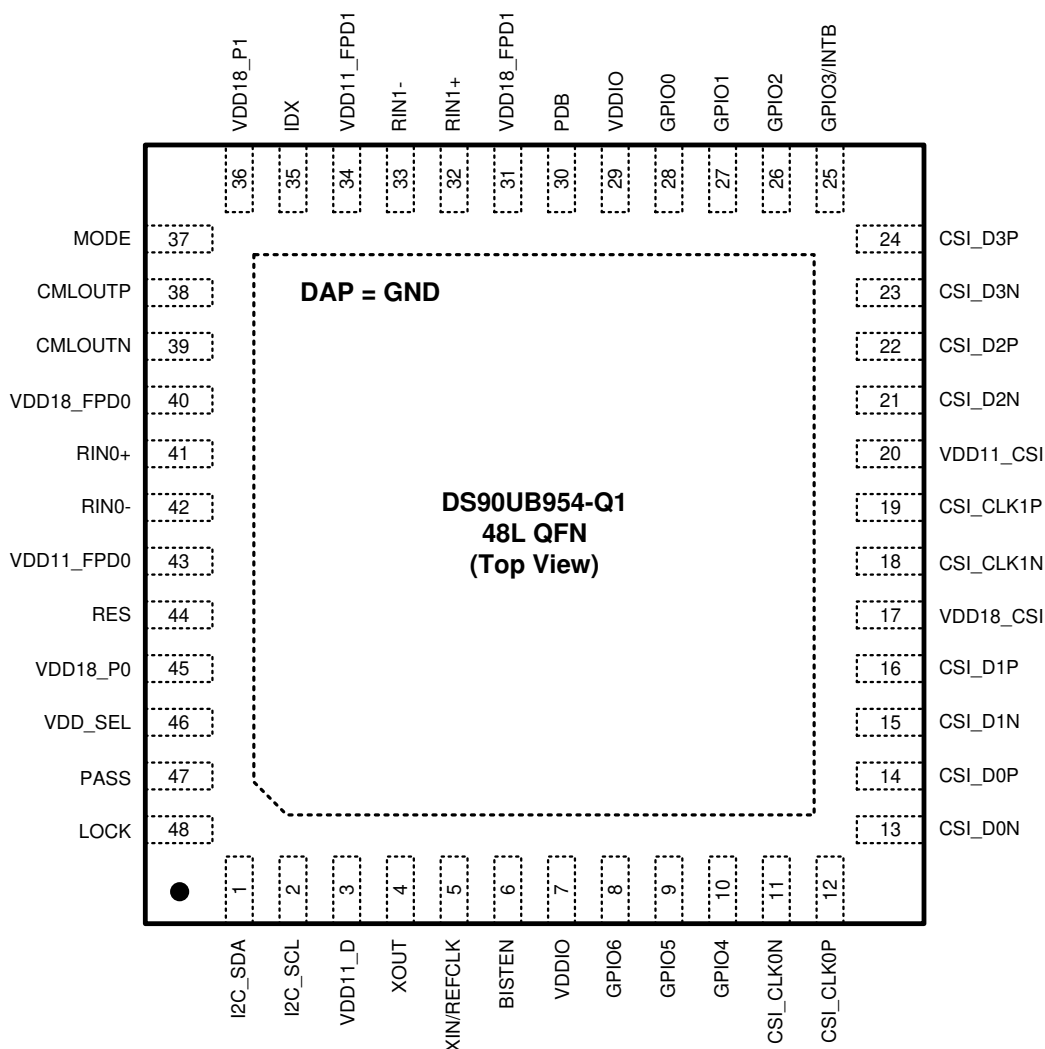 VDD18_P1
IDX
VDD11_FPD1
RIN1-
RIN1+
VDD18_FPD1
PDB
VDDIO
GPIO0
GPIO1
GPIO2
GPIO3/INTB
36
35
34
33
32
31
30
29
28
27
26
25
MODE 37
CMLOUTP 38
CMLOUTN 39
VDD18_FPD0 40
RIN0+ 41
RIN0- 42
VDD11_FPD0 43
RES 44
VDD18_P0 45
VDD_SEL 46
PASS 47
LOCK 48
DAP = GND
DS90UB954-Q1
48L QFN
(Top View)
24 CSI_D3P
23 CSI_D3N
22 CSI_D2P
21 CSI_D2N
20 VDD11_CSI
19 CSI_CLK1P
18 CSI_CLK1N
17 VDD18_CSI
16 CSI_D1P
15 CSI_D1N
14 CSI_D0P
13 CSI_D0N
1
2
3
4
5
6
7
8
9
10
11
12
I2C_SDA
I2C_SCL
VDD11_D
XOUT
XIN/REFCLK
BISTEN
VDDIO
GPIO6
GPIO5
GPIO4
CSI_CLK0N
CSI_CLK0P